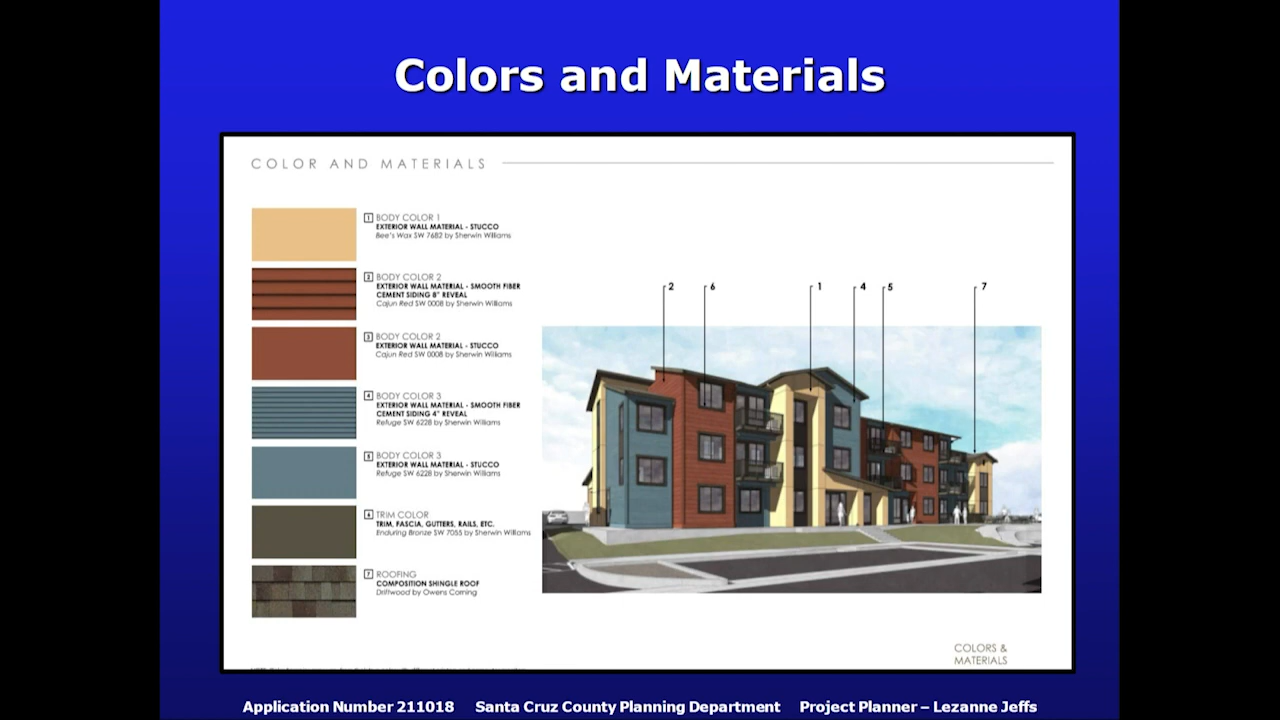 Colors and Materials
COLOR AND MATERIALS
1 BODY COLOR 1
EXTERIOR WALL MATERIAL - STUCCO
Bee's Wax SW 7682 by Sherwin Williams
2 BODY COLOR 2
EXTERIOR WALL MATERIAL - SMOOTH FIBER
CEMENT SIDING 8" REVEAL
Cajun Red SW 0008 by Sherwin Williams
3 BODY COLOR 2
EXTERIOR WALL MATERIAL - STUCCO
Cajun Red SW 0008 by Sherwin Williams
4 BODY COLOR 3
EXTERIOR WALL MATERIAL - SMOOTH FIBER
CEMENT SIDING 4" REVEAL
Refuge SW 6228 by Sherwin Williams
5 BODY COLOR 3
EXTERIOR WALL MATERIAL - STUCCO
Refuge SW 6228 by Sherwin Williams
6 TRIM COLOR
TRIM, FASCIA, GUTTERS, RAILS, ETC.
Enduring Bronze SW 7055 by Sherwin Williams
7 ROOFING
COMPOSITION SHINGLE ROOF
Driftwood by Owens Corning
2 6 1 4 5 7
COLORS &
MATERIALS
Application Number 211018 Santa Cruz County Planning Department Project Planner – Lezanne Jeffs